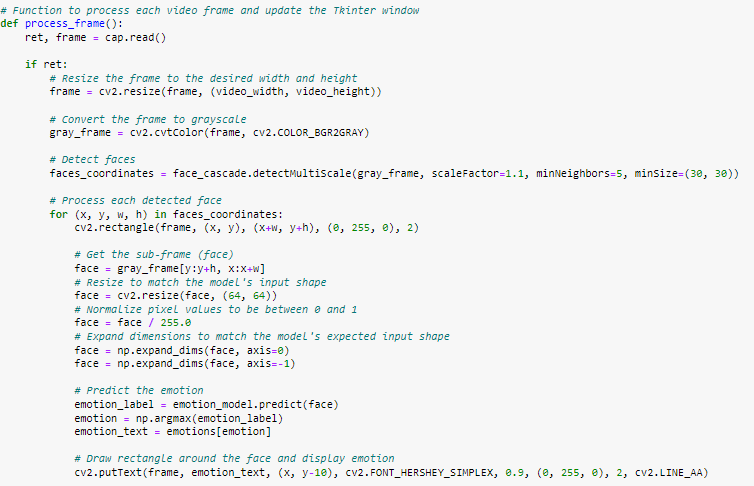 # Function to process each video frame and update the Tkinter window
def process_frame():
    ret, frame = cap.read()

    if ret:
        # Resize the frame to the desired width and height
        frame = cv2.resize(frame, (video_width, video_height))

        # Convert the frame to grayscale
        gray_frame = cv2.cvtColor(frame, cv2.COLOR_BGR2GRAY)

        # Detect faces
        faces_coordinates = face_cascade.detectMultiScale(gray_frame, scaleFactor=1.1, minNeighbors=5, minSize=(30, 30))

        # Process each detected face
        for (x, y, w, h) in faces_coordinates:
            cv2.rectangle(frame, (x, y), (x+w, y+h), (0, 255, 0), 2)

            # Get the sub-frame (face)
            face = gray_frame[y:y+h, x:x+w]
            # Resize to match the model's input shape
            face = cv2.resize(face, (64, 64))
            # Normalize pixel values to be between 0 and 1
            face = face / 255.0
            # Expand dimensions to match the model's expected input shape
            face = np.expand_dims(face, axis=0)
            face = np.expand_dims(face, axis=-1)

            # Predict the emotion
            emotion_label = emotion_model.predict(face)
            emotion = np.argmax(emotion_label)
            emotion_text = emotions[emotion]

            # Draw rectangle around the face and display emotion
            cv2.putText(frame, emotion_text, (x, y-10), cv2.FONT_HERSHEY_SIMPLEX, 0.9, (0, 255, 0), 2, cv2.LINE_AA)